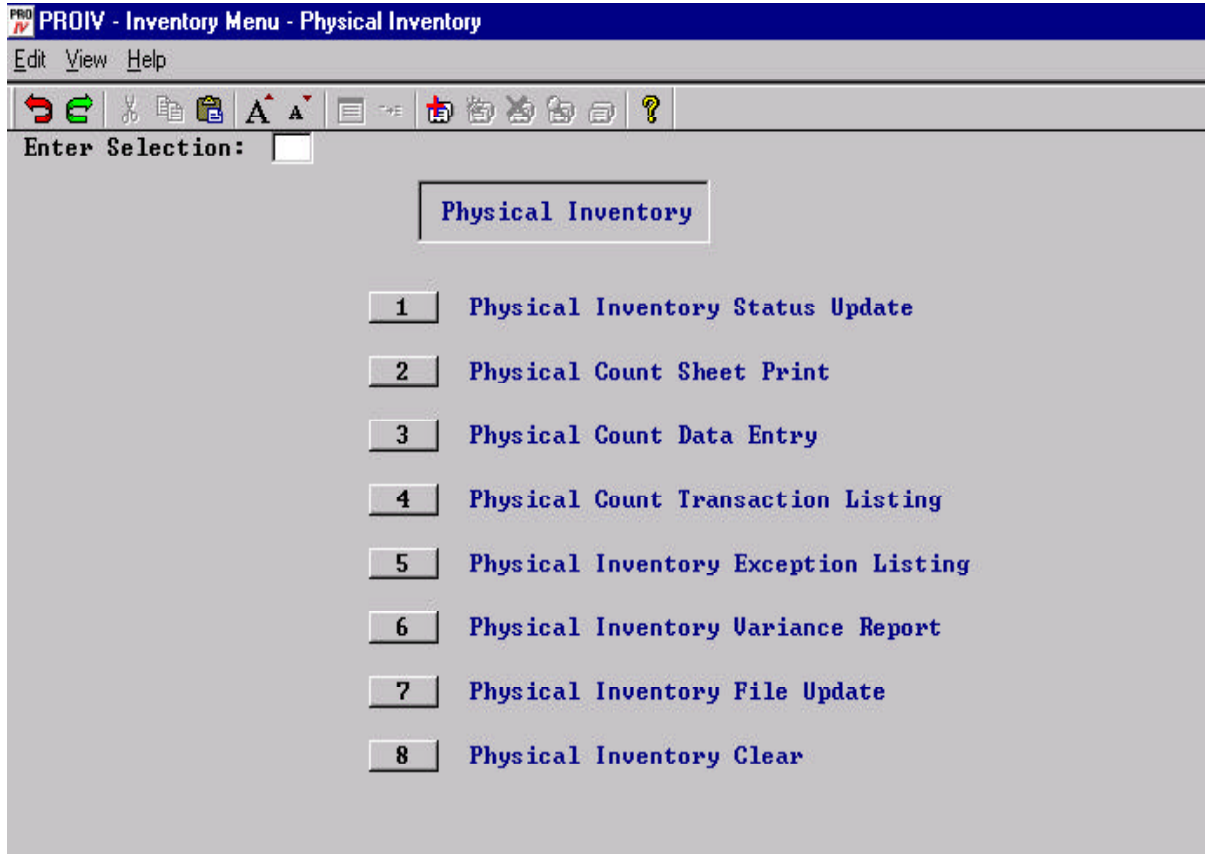 PRO IV PROIV - Inventory Menu - Physical Inventory
Edit View Help
A A ?
Enter Selection:
Physical Inventory
1 Physical Inventory Status Update
2 Physical Count Sheet Print
3 Physical Count Data Entry
4 Physical Count Transaction Listing
5 Physical Inventory Exception Listing
6 Physical Inventory Variance Report
7 Physical Inventory File Update
8 Physical Inventory Clear